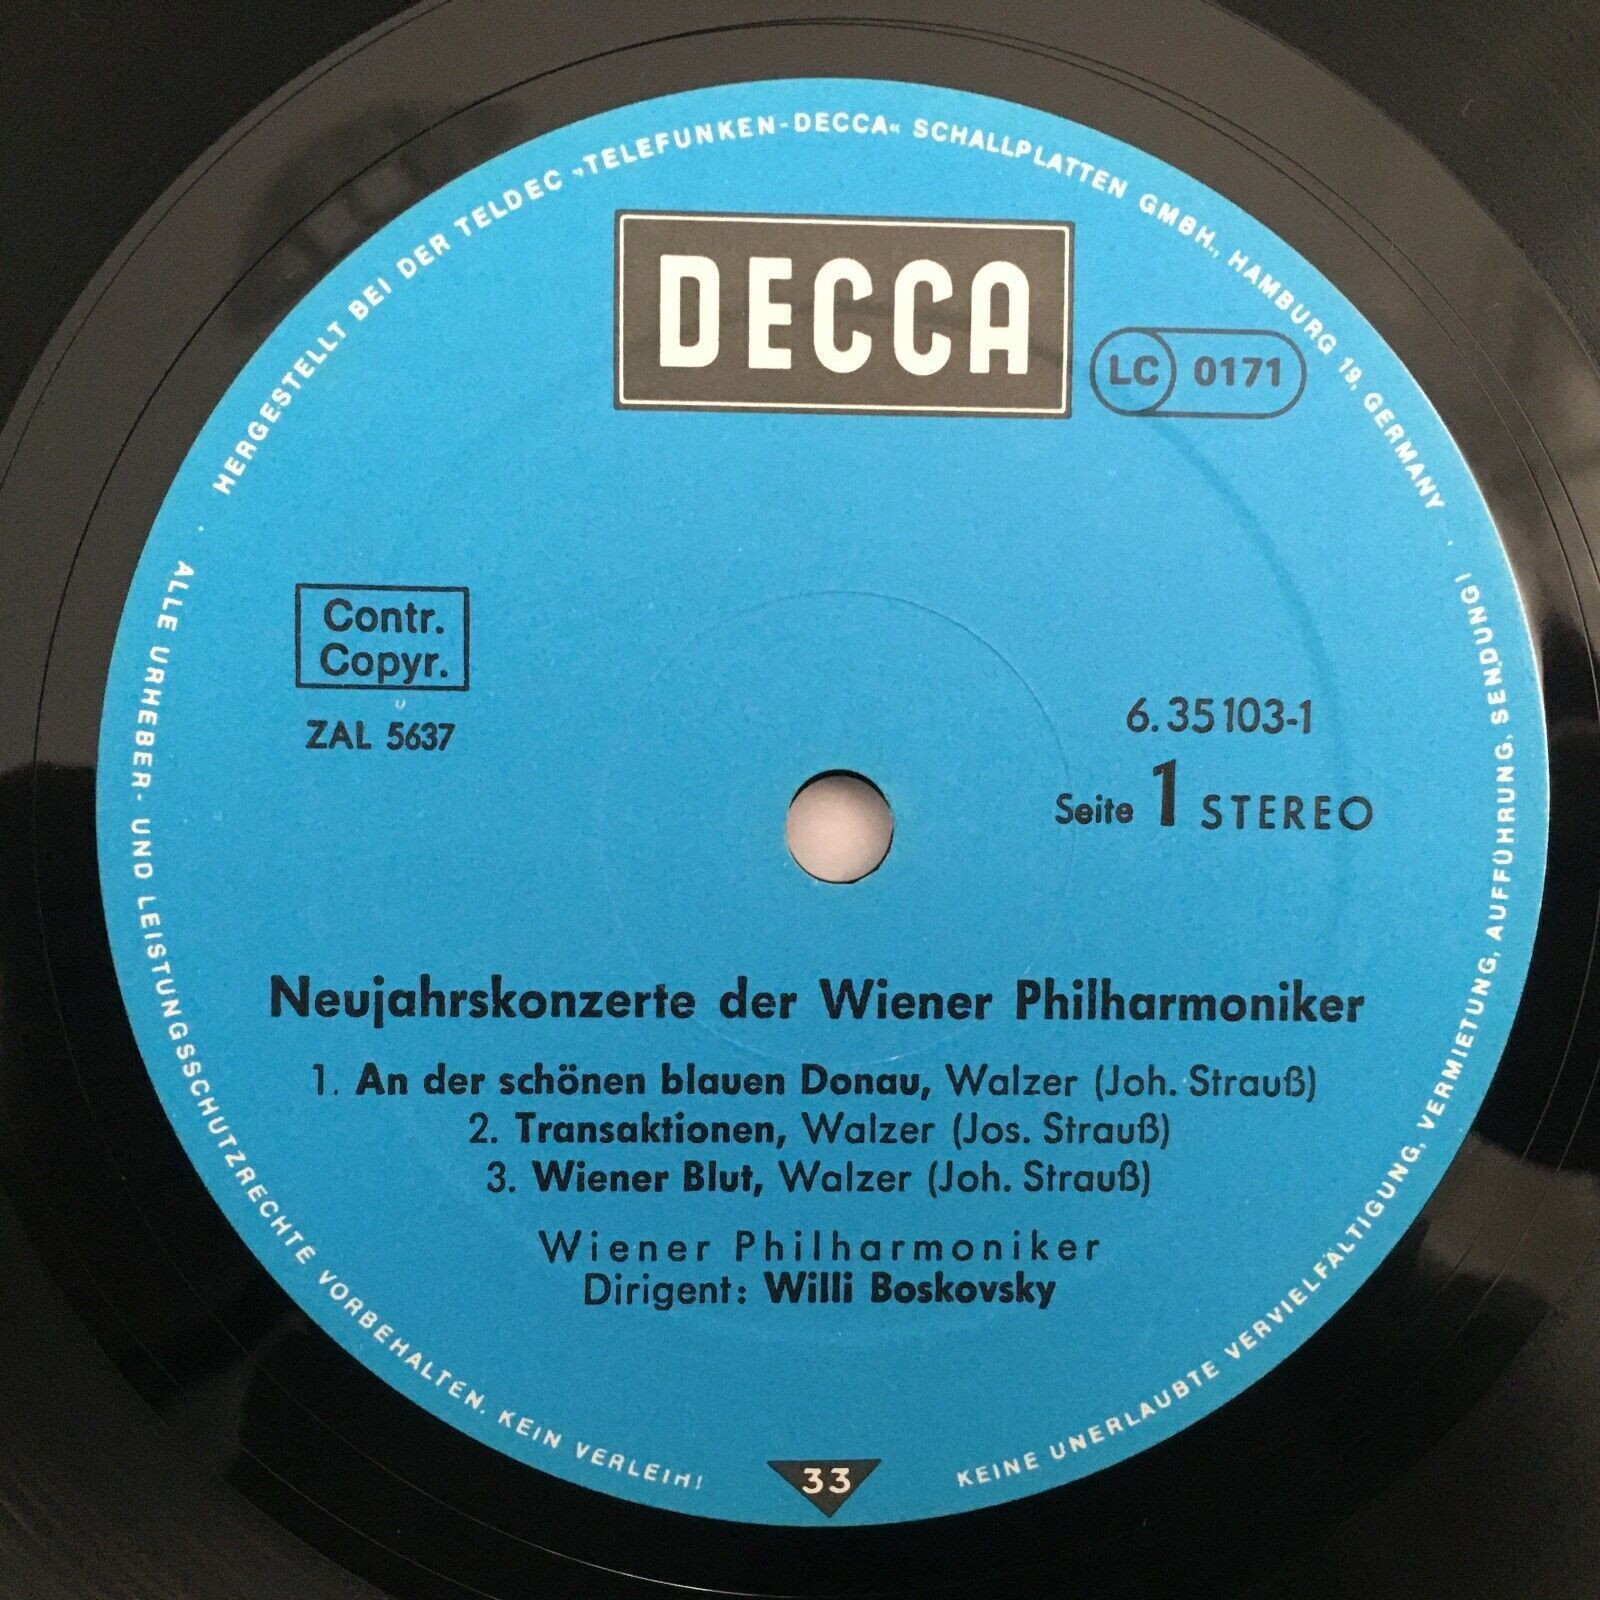 HERGESTELLT BEI DER TELDEC »TELEFUNKEN-DECCA« SCHALLPLATTEN GMBH., HAMBURG 19, GERMANY
DECCA
LC 0171
Contr.
Copyr.
ZAL 5637
6.35103-1
Seite 1 STEREO
Neujahrskonzerte der Wiener Philharmoniker
1. An der schönen blauen Donau, Walzer (Joh. Strauß)
2. Transaktionen, Walzer (Jos. Strauß)
3. Wiener Blut, Walzer (Joh. Strauß)
Wiener Philharmoniker
Dirigent: Willi Boskovsky
33
ALLE URHEBER- UND LEISTUNGSSCHUTZRECHTE VORBEHALTEN. KEIN VERLEIH!
KEINE UNERLAUBTE VERVIELFÄLTIGUNG, VERMIETUNG, AUFFÜHRUNG, SENDUNG!